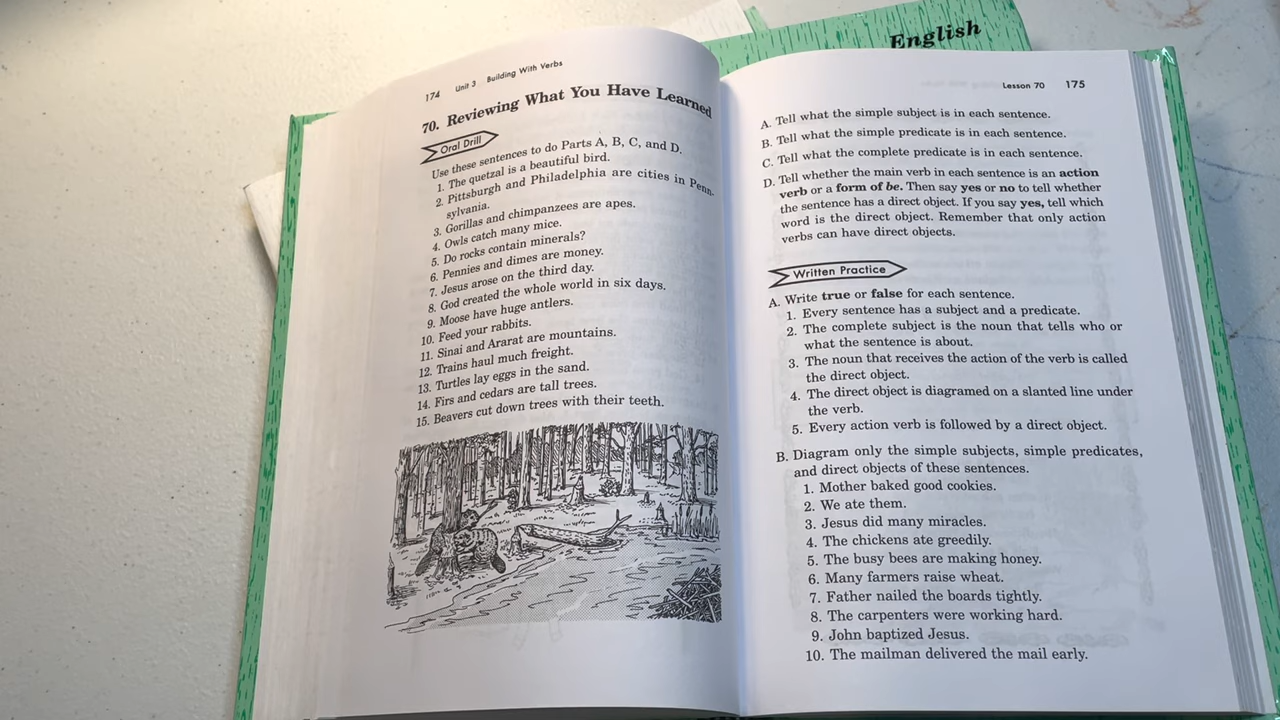 English
174 Unit 3 Building With Verbs
70. Reviewing What You Have Learned
Oral Drill
Use these sentences to do Parts A, B, C, and D.
1. The quetzal is a beautiful bird.
2. Pittsburgh and Philadelphia are cities in Penn-
sylvania.
3. Gorillas and chimpanzees are apes.
4. Owls catch many mice.
5. Do rocks contain minerals?
6. Pennies and dimes are money.
7. Jesus arose on the third day.
8. God created the whole world in six days.
9. Moose have huge antlers.
10. Feed your rabbits.
11. Sinai and Ararat are mountains.
12. Trains haul much freight.
13. Turtles lay eggs in the sand.
14. Firs and cedars are tall trees.
15. Beavers cut down trees with their teeth.
Lesson 70 175
A. Tell what the simple subject is in each sentence.
B. Tell what the simple predicate is in each sentence.
C. Tell what the complete predicate is in each sentence.
D. Tell whether the main verb in each sentence is an action
verb or a form of be. Then say yes or no to tell whether
the sentence has a direct object. If you say yes, tell which
word is the direct object. Remember that only action
verbs can have direct objects.
Written Practice
A. Write true or false for each sentence.
1. Every sentence has a subject and a predicate.
2. The complete subject is the noun that tells who or
what the sentence is about.
3. The noun that receives the action of the verb is called
the direct object.
4. The direct object is diagramed on a slanted line under
the verb.
5. Every action verb is followed by a direct object.
B. Diagram only the simple subjects, simple predicates,
and direct objects of these sentences.
1. Mother baked good cookies.
2. We ate them.
3. Jesus did many miracles.
4. The chickens ate greedily.
5. The busy bees are making honey.
6. Many farmers raise wheat.
7. Father nailed the boards tightly.
8. The carpenters were working hard.
9. John baptized Jesus.
10. The mailman delivered the mail early.